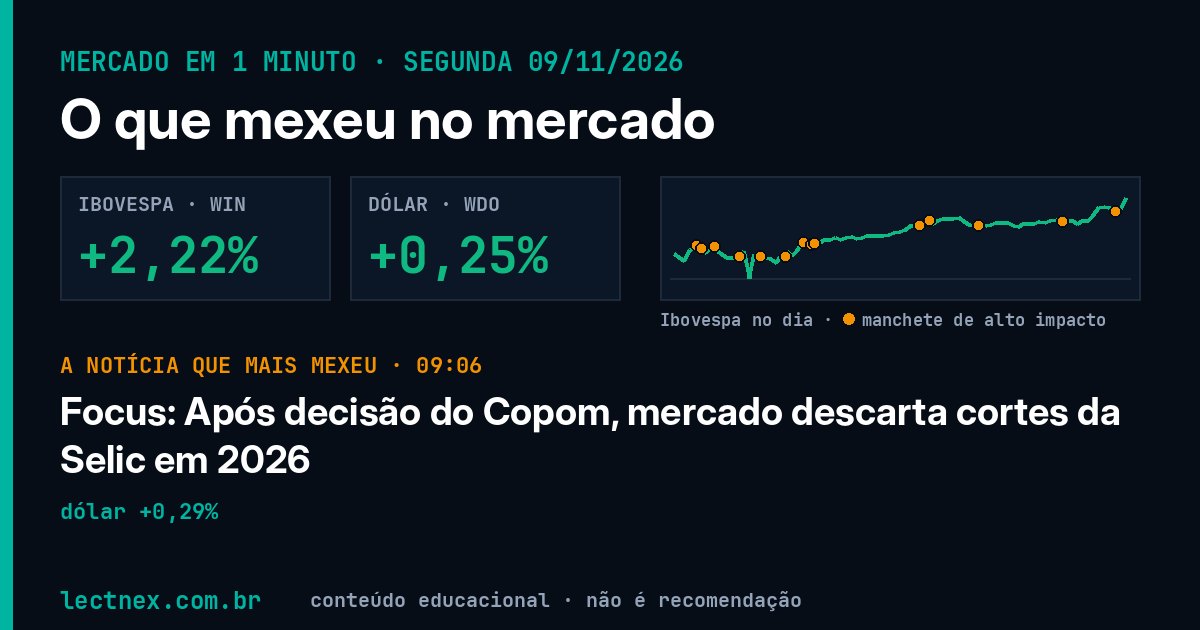 MERCADO EM 1 MINUTO · SEGUNDA 09/11/2026
O que mexeu no mercado
IBOVESPA · WIN
+2,22%
DÓLAR · WDO
+0,25%
Ibovespa no dia · manchete de alto impacto
A NOTÍCIA QUE MAIS MEXEU · 09:06
Focus: Após decisão do Copom, mercado descarta cortes da
Selic em 2026
dólar +0,29%
lectnex.com.br
conteúdo educacional · não é recomendação